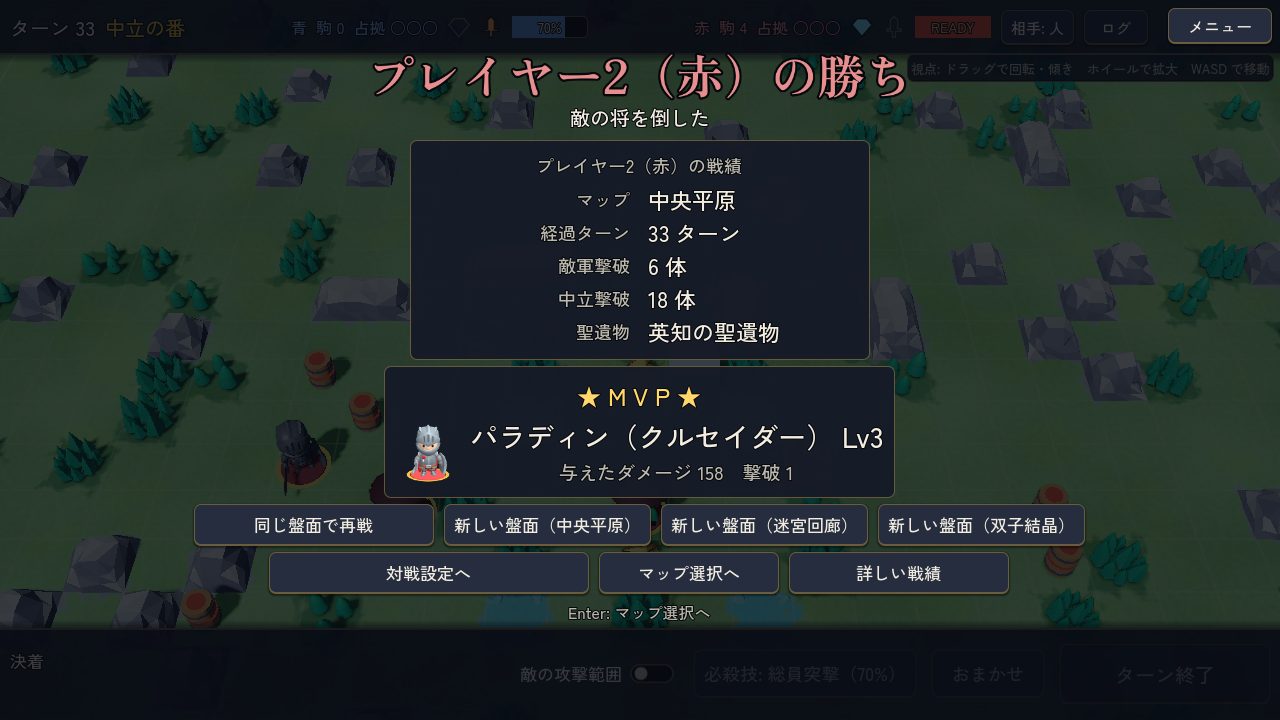 ターン 33 中立の番
青 駒 0 占拠 〇〇〇 70%
赤 駒 4 占拠 〇〇〇 READY
相手: 人
ログ
メニュー
視点: ドラッグで回転・傾き ホイールで拡大 WASD で移動
プレイヤー2（赤）の勝ち
敵の将を倒した
プレイヤー2（赤）の戦績
マップ 中央平原
経過ターン 33 ターン
敵軍撃破 6 体
中立撃破 18 体
聖遺物 英知の聖遺物
★ＭＶＰ★
パラディン（クルセイダー） Lv3
与えたダメージ 158 撃破 1
同じ盤面で再戦
新しい盤面（中央平原）
新しい盤面（迷宮回廊）
新しい盤面（双子結晶）
対戦設定へ
マップ選択へ
詳しい戦績
Enter: マップ選択へ
決着
敵の攻撃範囲
必殺技: 総員突撃（70%）
おまかせ
ターン終了